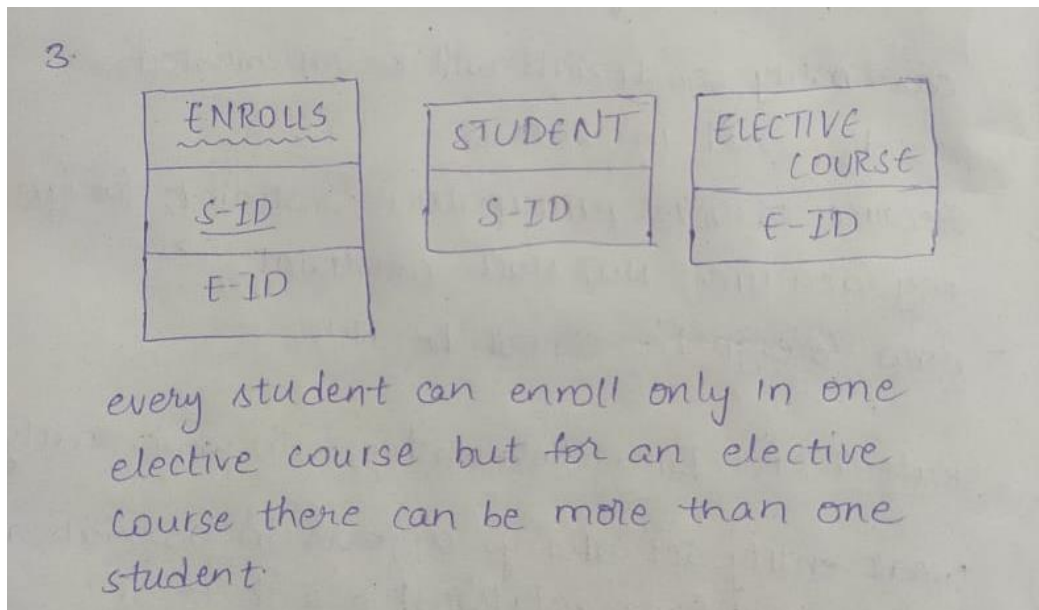 3.
ENROLLS
S-ID
E-ID
STUDENT
S-ID
ELECTIVE
COURSE
E-ID
every student can enroll only in one
elective course but for an elective
course there can be more than one
student.